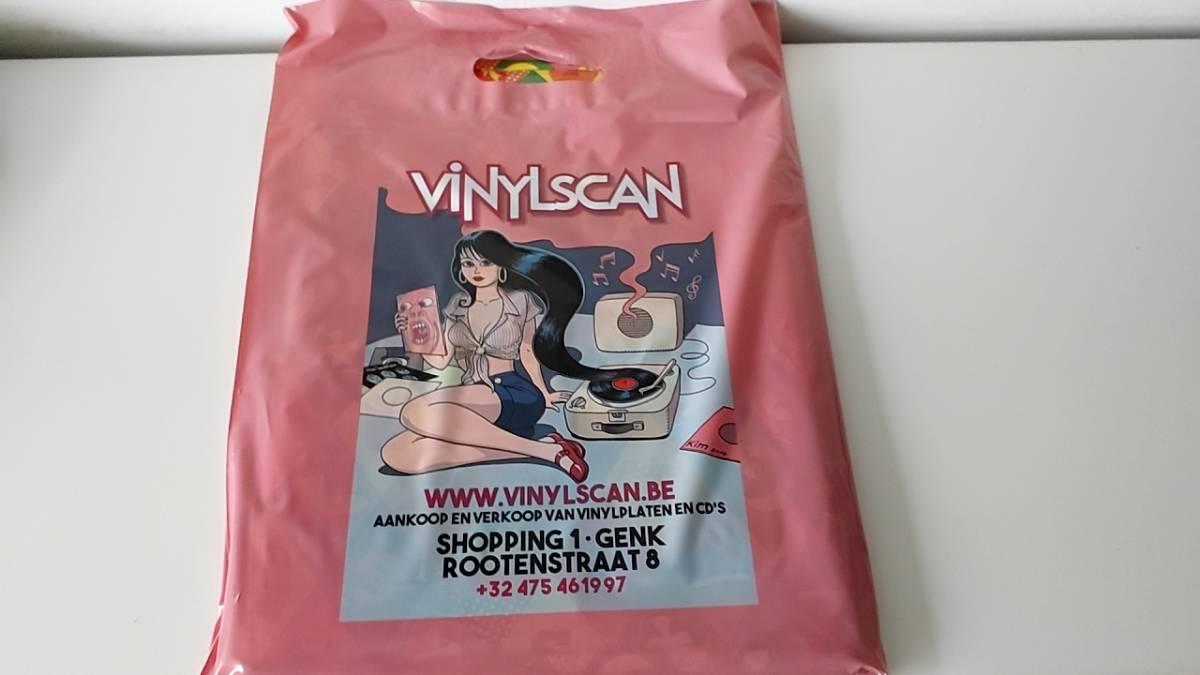 ViNYLSCAN
Kim
WWW.VINYLSCAN.BE
AANKOOP EN VERKOOP VAN VINYLPLATEN EN CD'S
SHOPPING 1 · GENK
ROOTENSTRAAT 8
+32 475 461997